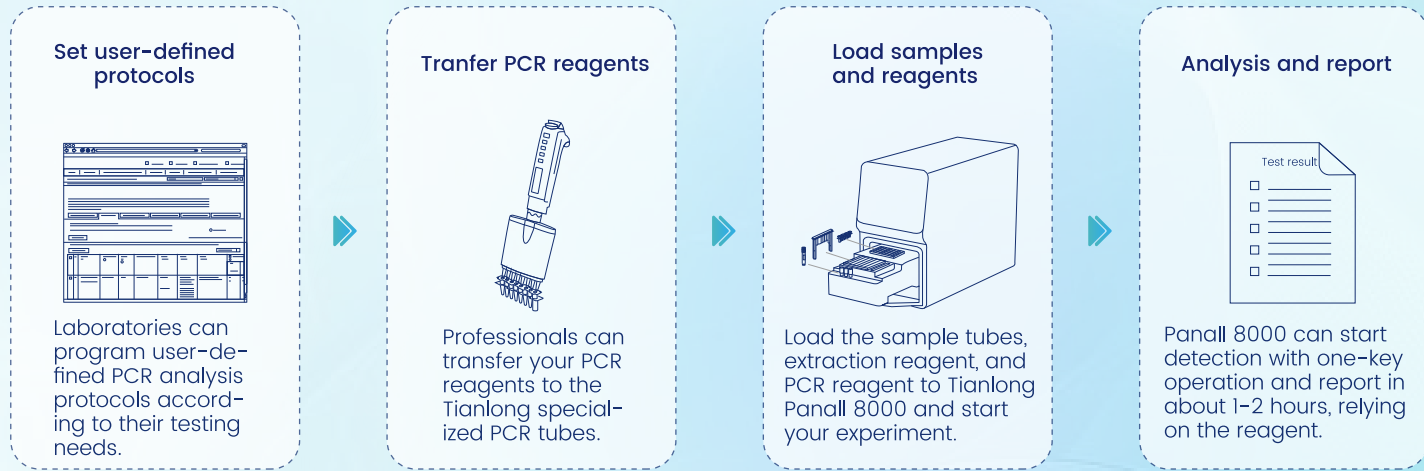 Set user-defined
protocols
Laboratories can
program user-de-
fined PCR analysis
protocols accord-
ing to their testing
needs.
Tranfer PCR reagents
Professionals can
transfer your PCR
reagents to the
Tianlong special-
ized PCR tubes.
Load samples
and reagents
Load the sample tubes,
extraction reagent, and
PCR reagent to Tianlong
Panall 8000 and start
your experiment.
Analysis and report
Test result
Panall 8000 can start
detection with one-key
operation and report in
about 1-2 hours, relying
on the reagent.